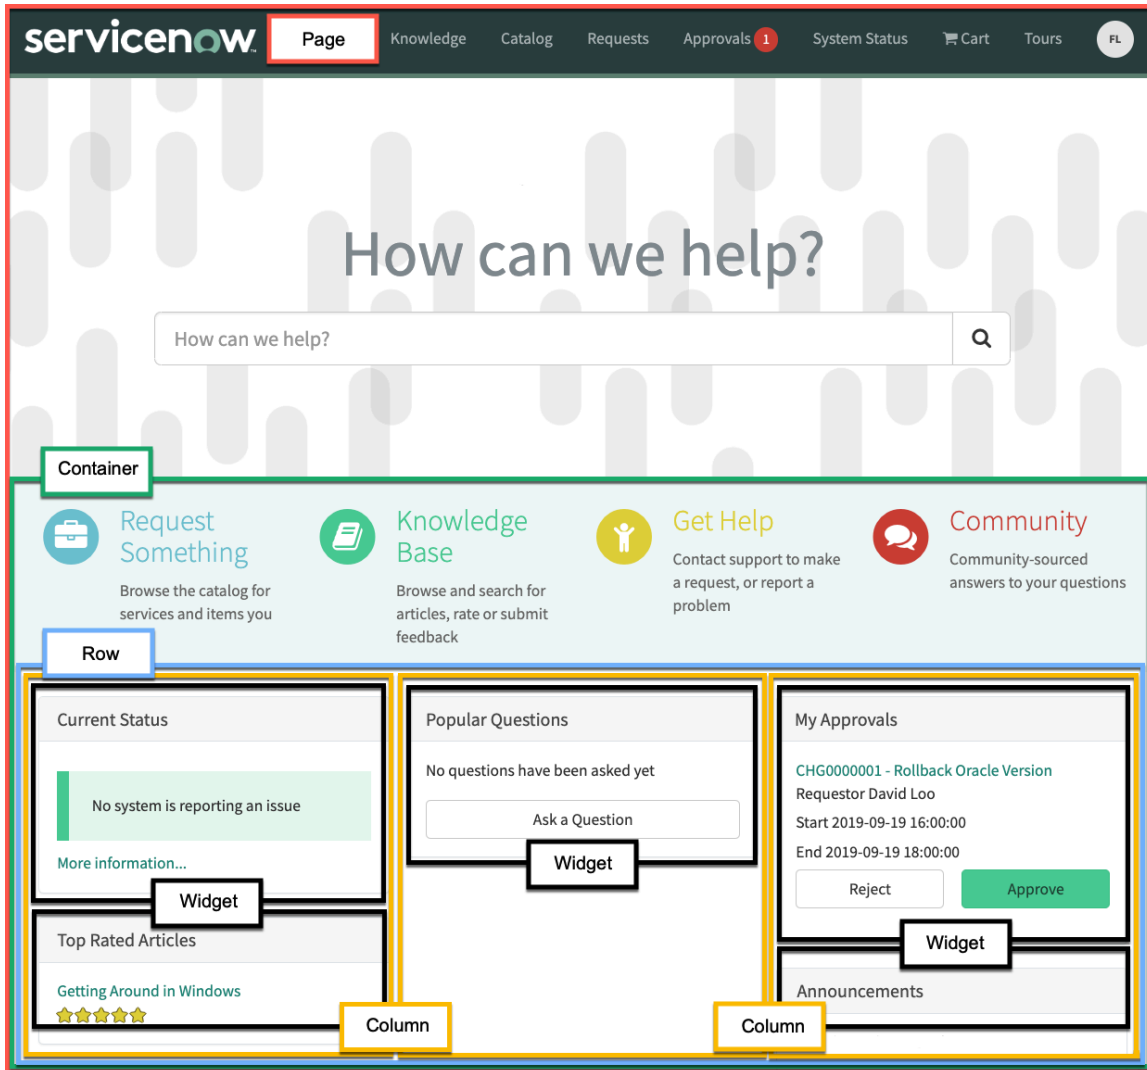 servicenow
Page
Knowledge
Catalog
Requests
Approvals 1
System Status
Cart
Tours
FL
How can we help?
How can we help?
Container
Request
Something
Browse the catalog for
services and items you
Knowledge
Base
Browse and search for
articles, rate or submit
feedback
Get Help
Contact support to make
a request, or report a
problem
Community
Community-sourced
answers to your questions
Row
Current Status
No system is reporting an issue
More information...
Widget
Top Rated Articles
Getting Around in Windows
Column
Popular Questions
No questions have been asked yet
Ask a Question
Widget
Column
My Approvals
CHG0000001 - Rollback Oracle Version
Requestor David Loo
Start 2019-09-19 16:00:00
End 2019-09-19 18:00:00
Reject
Approve
Widget
Announcements